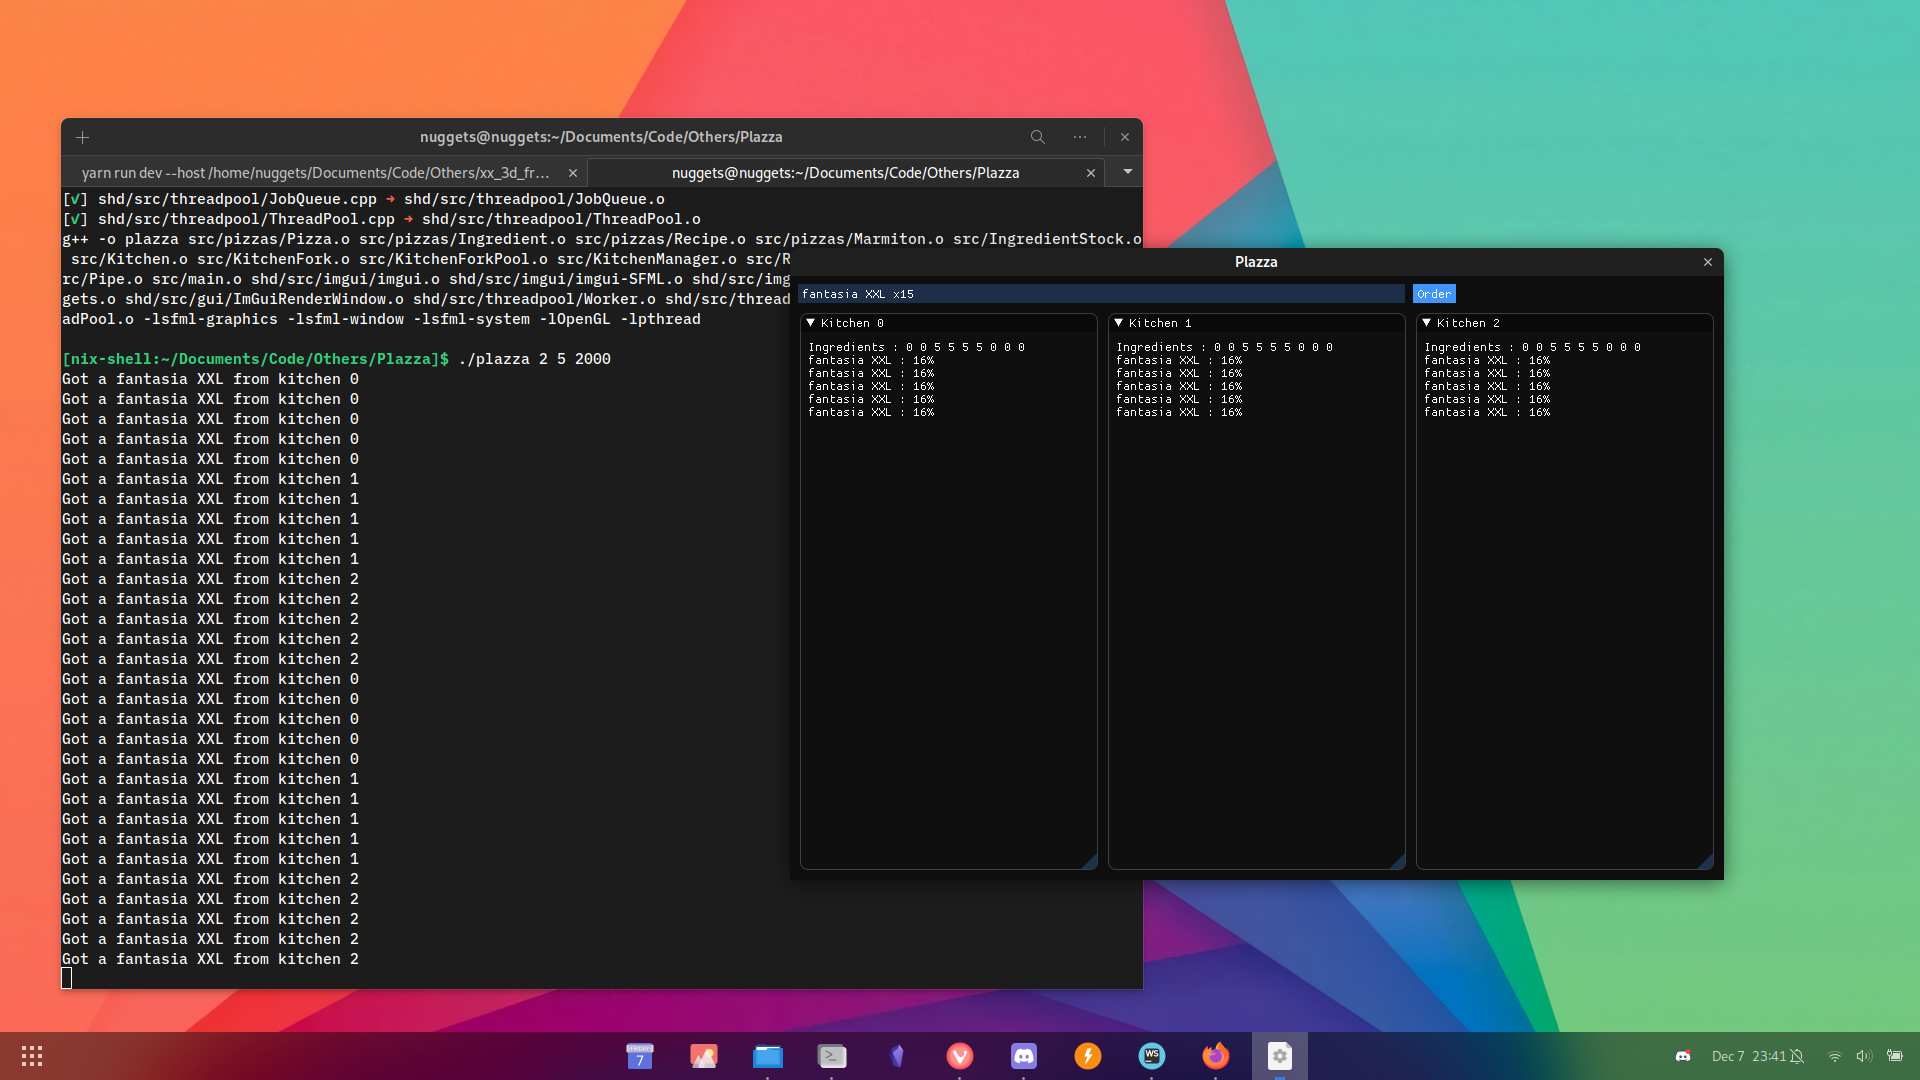 nuggets@nuggets:~/Documents/Code/Others/Plazza
yarn run dev --host /home/nuggets/Documents/Code/Others/xx_3d_fr...
nuggets@nuggets:~/Documents/Code/Others/Plazza
[✓] shd/src/threadpool/JobQueue.cpp → shd/src/threadpool/JobQueue.o
[✓] shd/src/threadpool/ThreadPool.cpp → shd/src/threadpool/ThreadPool.o
g++ -o plazza src/pizzas/Pizza.o src/pizzas/Ingredient.o src/pizzas/Recipe.o src/pizzas/Marmiton.o src/IngredientStock.o
src/Kitchen.o src/KitchenFork.o src/KitchenForkPool.o src/KitchenManager.o src/R
rc/Pipe.o src/main.o shd/src/imgui/imgui.o shd/src/imgui/imgui-SFML.o shd/src/img
gets.o shd/src/gui/ImGuiRenderWindow.o shd/src/threadpool/Worker.o shd/src/thread
adPool.o -lsfml-graphics -lsfml-window -lsfml-system -lOpenGL -lpthread
[nix-shell:~/Documents/Code/Others/Plazza]$ ./plazza 2 5 2000
Got a fantasia XXL from kitchen 0
Got a fantasia XXL from kitchen 0
Got a fantasia XXL from kitchen 0
Got a fantasia XXL from kitchen 0
Got a fantasia XXL from kitchen 0
Got a fantasia XXL from kitchen 1
Got a fantasia XXL from kitchen 1
Got a fantasia XXL from kitchen 1
Got a fantasia XXL from kitchen 1
Got a fantasia XXL from kitchen 1
Got a fantasia XXL from kitchen 2
Got a fantasia XXL from kitchen 2
Got a fantasia XXL from kitchen 2
Got a fantasia XXL from kitchen 2
Got a fantasia XXL from kitchen 2
Got a fantasia XXL from kitchen 0
Got a fantasia XXL from kitchen 0
Got a fantasia XXL from kitchen 0
Got a fantasia XXL from kitchen 0
Got a fantasia XXL from kitchen 0
Got a fantasia XXL from kitchen 1
Got a fantasia XXL from kitchen 1
Got a fantasia XXL from kitchen 1
Got a fantasia XXL from kitchen 1
Got a fantasia XXL from kitchen 1
Got a fantasia XXL from kitchen 2
Got a fantasia XXL from kitchen 2
Got a fantasia XXL from kitchen 2
Got a fantasia XXL from kitchen 2
Got a fantasia XXL from kitchen 2
Plazza
fantasia XXL x15
Order
Kitchen 0
Ingredients : 0 0 5 5 5 5 0 0 0
fantasia XXL : 16%
fantasia XXL : 16%
fantasia XXL : 16%
fantasia XXL : 16%
fantasia XXL : 16%
Kitchen 1
Ingredients : 0 0 5 5 5 5 0 0 0
fantasia XXL : 16%
fantasia XXL : 16%
fantasia XXL : 16%
fantasia XXL : 16%
fantasia XXL : 16%
Kitchen 2
Ingredients : 0 0 5 5 5 5 0 0 0
fantasia XXL : 16%
fantasia XXL : 16%
fantasia XXL : 16%
fantasia XXL : 16%
fantasia XXL : 16%
7
WS
Dec 7 23:41